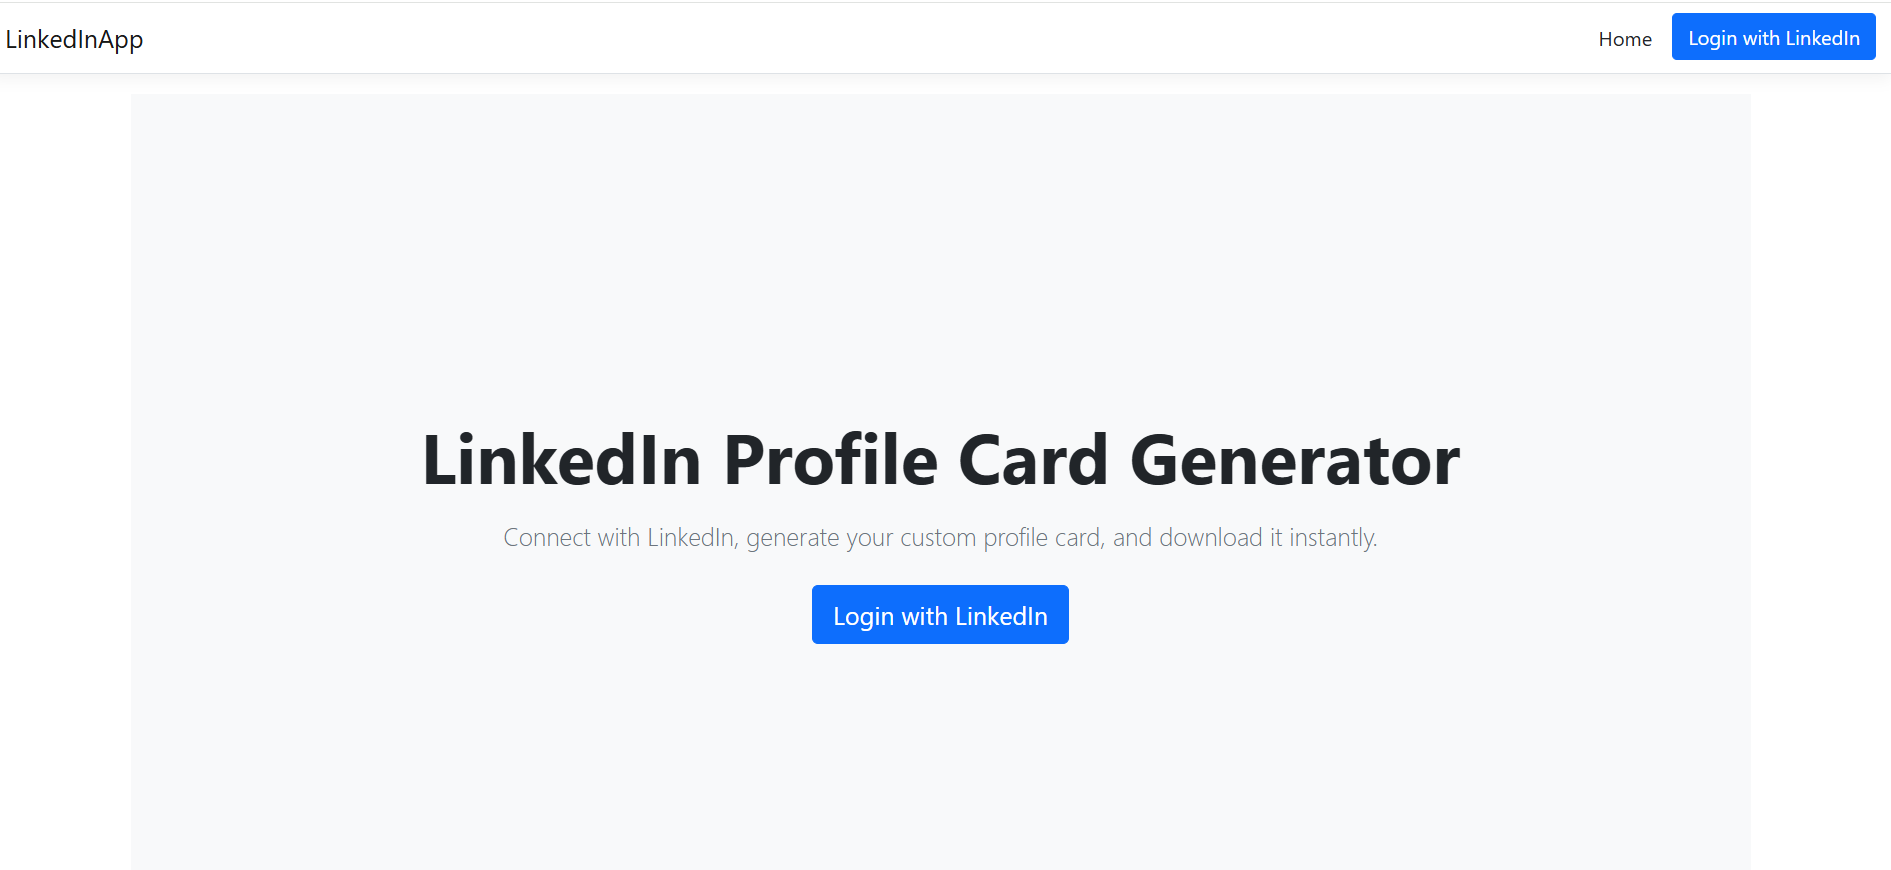 LinkedInApp
Home
Login with LinkedIn
LinkedIn Profile Card Generator
Connect with LinkedIn, generate your custom profile card, and download it instantly.
Login with LinkedIn